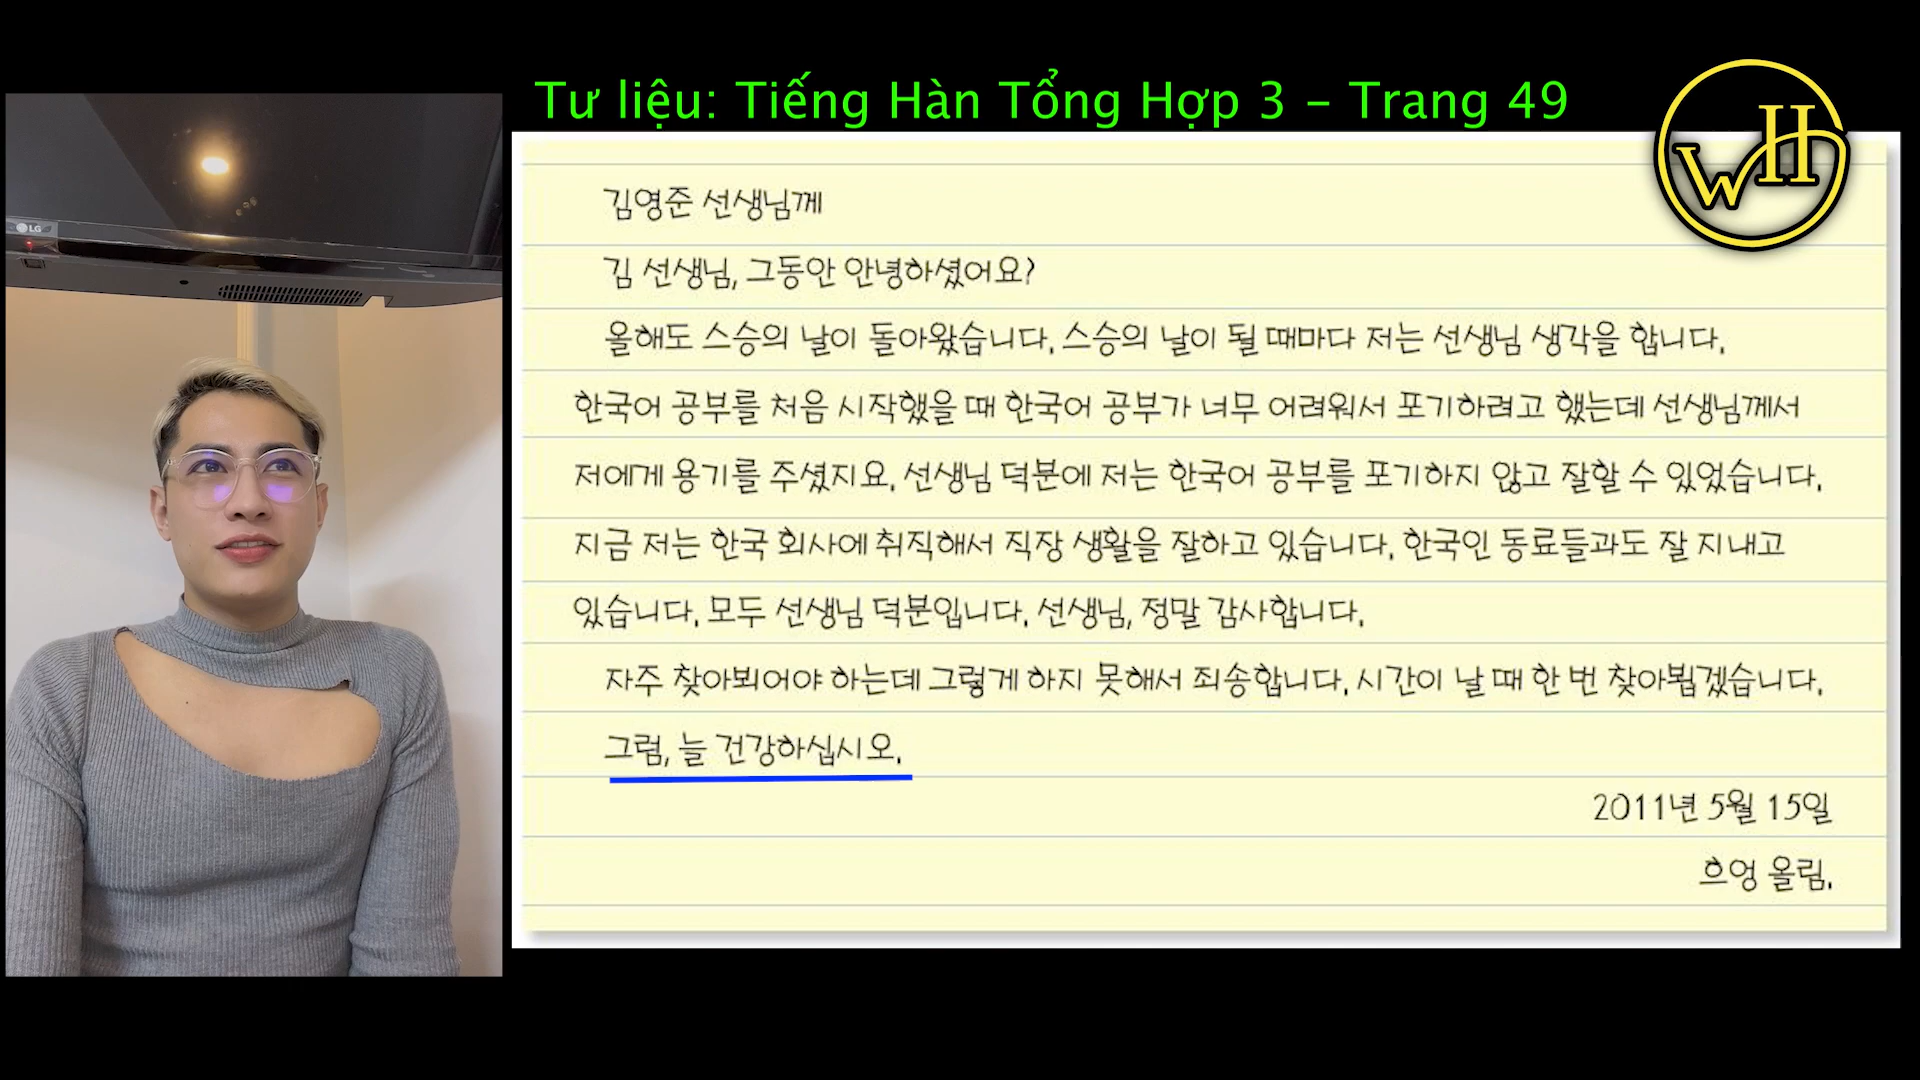 Tư liệu: Tiếng Hàn Tổng Hợp 3 - Trang 49
WH
LG
김영준 선생님께
김 선생님, 그동안 안녕하셨어요?
올해도 스승의 날이 돌아왔습니다. 스승의 날이 될 때마다 저는 선생님 생각을 합니다.
한국어 공부를 처음 시작했을 때 한국어 공부가 너무 어려워서 포기하려고 했는데 선생님께서
저에게 용기를 주셨지요. 선생님 덕분에 저는 한국어 공부를 포기하지 않고 잘할 수 있었습니다.
지금 저는 한국 회사에 취직해서 직장 생활을 잘하고 있습니다. 한국인 동료들과도 잘 지내고
있습니다. 모두 선생님 덕분입니다. 선생님, 정말 감사합니다.
자주 찾아뵈어야 하는데 그렇게 하지 못해서 죄송합니다. 시간이 날 때 한 번 찾아뵙겠습니다.
그럼, 늘 건강하십시오.
2011년 5월 15일
흐엉 올림.